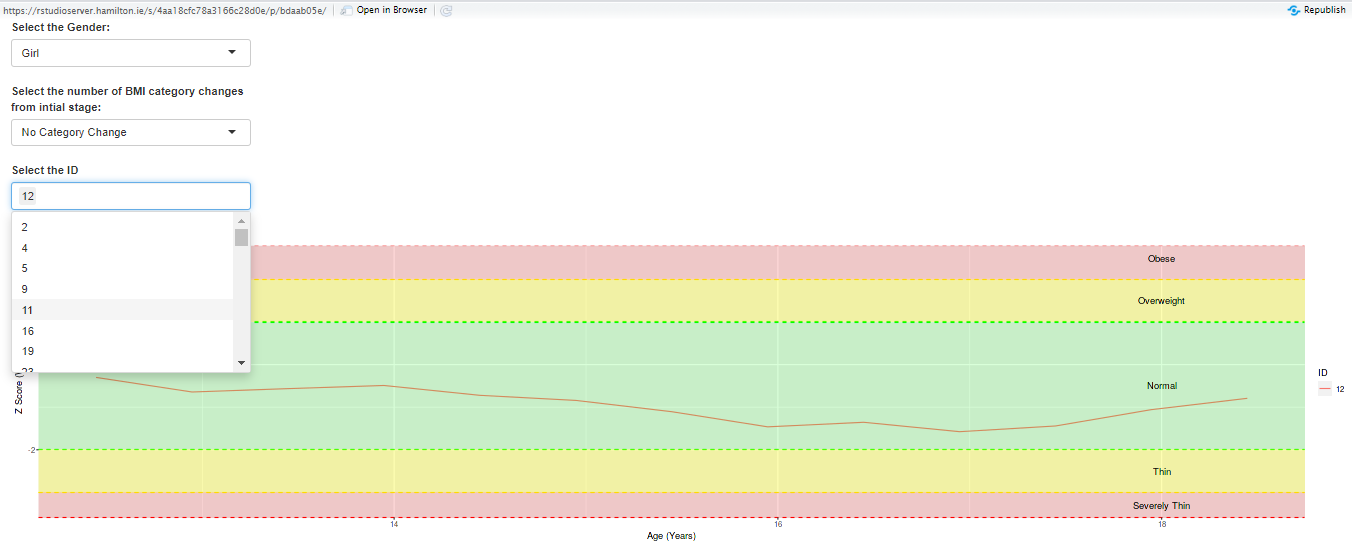 https://rstudioserver.hamilton.ie/s/4aa18cfc78a3166c28d0e/p/bdaab05e/ Open in Browser Republish
Select the Gender:
Girl
Select the number of BMI category changes
from intial stage:
No Category Change
Select the ID
12
2
4
5
9
11
16
19
Obese
Overweight
Normal
Thin
Severely Thin
Z Score
-2
14
16
18
Age (Years)
ID
12